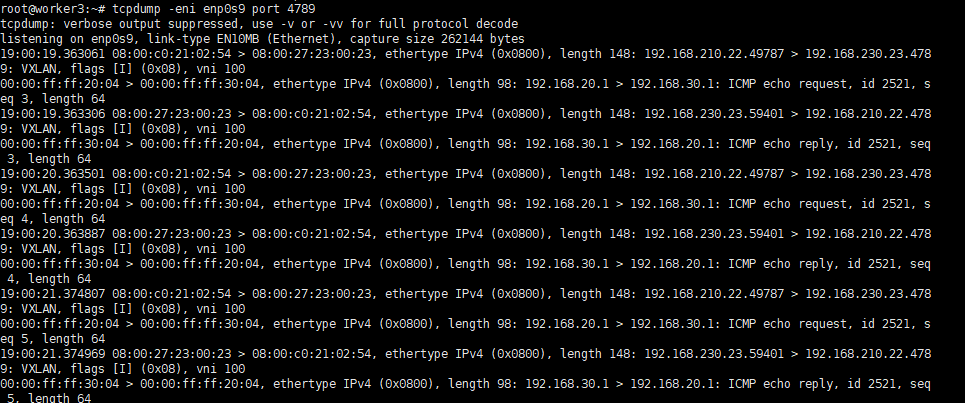 root@worker3:~# tcpdump -eni enp0s9 port 4789
tcpdump: verbose output suppressed, use -v or -vv for full protocol decode
listening on enp0s9, link-type EN10MB (Ethernet), capture size 262144 bytes
19:00:19.363061 08:00:c0:21:02:54 > 08:00:27:23:00:23, ethertype IPv4 (0x0800), length 148: 192.168.210.22.49787 > 192.168.230.23.478
9: VXLAN, flags [I] (0x08), vni 100
00:00:ff:ff:20:04 > 00:00:ff:ff:30:04, ethertype IPv4 (0x0800), length 98: 192.168.20.1 > 192.168.30.1: ICMP echo request, id 2521, s
eq 3, length 64
19:00:19.363306 08:00:27:23:00:23 > 08:00:c0:21:02:54, ethertype IPv4 (0x0800), length 148: 192.168.230.23.59401 > 192.168.210.22.478
9: VXLAN, flags [I] (0x08), vni 100
00:00:ff:ff:30:04 > 00:00:ff:ff:20:04, ethertype IPv4 (0x0800), length 98: 192.168.30.1 > 192.168.20.1: ICMP echo reply, id 2521, seq
 3, length 64
19:00:20.363501 08:00:c0:21:02:54 > 08:00:27:23:00:23, ethertype IPv4 (0x0800), length 148: 192.168.210.22.49787 > 192.168.230.23.478
9: VXLAN, flags [I] (0x08), vni 100
00:00:ff:ff:20:04 > 00:00:ff:ff:30:04, ethertype IPv4 (0x0800), length 98: 192.168.20.1 > 192.168.30.1: ICMP echo request, id 2521, s
eq 4, length 64
19:00:20.363887 08:00:27:23:00:23 > 08:00:c0:21:02:54, ethertype IPv4 (0x0800), length 148: 192.168.230.23.59401 > 192.168.210.22.478
9: VXLAN, flags [I] (0x08), vni 100
00:00:ff:ff:30:04 > 00:00:ff:ff:20:04, ethertype IPv4 (0x0800), length 98: 192.168.30.1 > 192.168.20.1: ICMP echo reply, id 2521, seq
 4, length 64
19:00:21.374807 08:00:c0:21:02:54 > 08:00:27:23:00:23, ethertype IPv4 (0x0800), length 148: 192.168.210.22.49787 > 192.168.230.23.478
9: VXLAN, flags [I] (0x08), vni 100
00:00:ff:ff:20:04 > 00:00:ff:ff:30:04, ethertype IPv4 (0x0800), length 98: 192.168.20.1 > 192.168.30.1: ICMP echo request, id 2521, s
eq 5, length 64
19:00:21.374969 08:00:27:23:00:23 > 08:00:c0:21:02:54, ethertype IPv4 (0x0800), length 148: 192.168.230.23.59401 > 192.168.210.22.478
9: VXLAN, flags [I] (0x08), vni 100
00:00:ff:ff:30:04 > 00:00:ff:ff:20:04, ethertype IPv4 (0x0800), length 98: 192.168.30.1 > 192.168.20.1: ICMP echo reply, id 2521, seq
 5, length 64